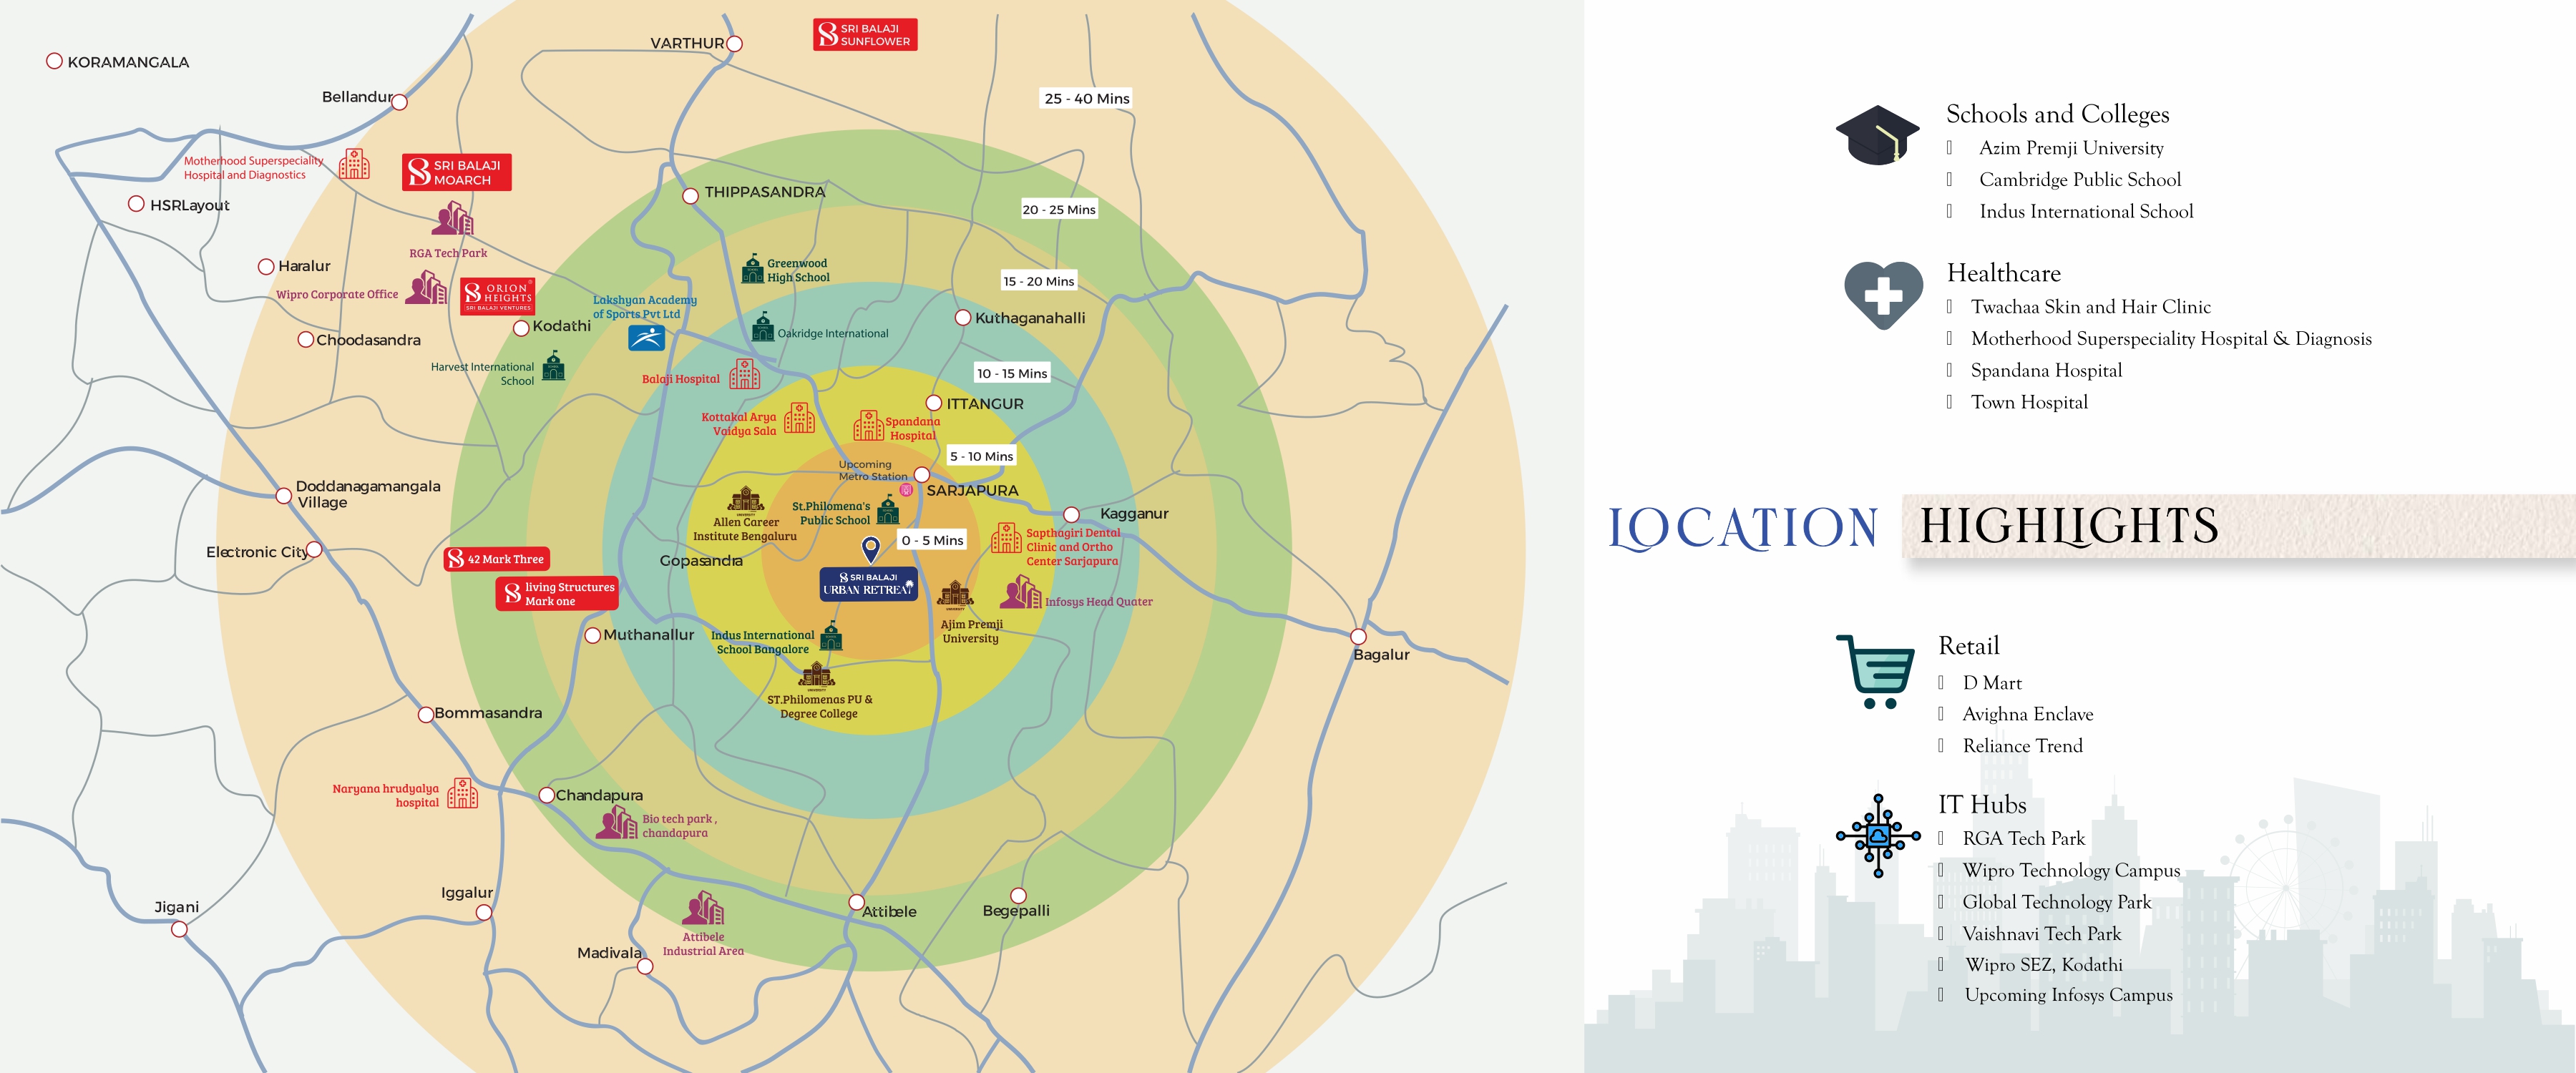 KORAMANGALA
VARTHUR
SRI BALAJI
SUNFLOWER
Bellandur
25 - 40 Mins
Motherhood Superspeciality
Hospital and Diagnostics
SRI BALAJI
MOARCH
HSRLayout
THIPPASANDRA
20 - 25 Mins
RGA Tech Park
Haralur
Greenwood
High School
Wipro Corporate Office
ORION
HEIGHTS
SRI BALAJI VENTURES
15 - 20 Mins
Lakshyan Academy
of Sports Pvt Ltd
Kodathi
Oakridge International
Kuthaganahalli
Choodasandra
Harvest International
School
Balaji Hospital
10 - 15 Mins
ITTANGUR
Kottakal Arya
Vaidya Sala
Spandana
Hospital
5 - 10 Mins
Upcoming
Metro Station
SARJAPURA
Doddanagamangala
Village
Allen Career
Institute Bengaluru
St.Philomena's
Public School
Kagganur
0 - 5 Mins
Sapthagiri Dental
Clinic and Ortho
Center Sarjapura
Electronic City
42 Mark Three
Gopasandra
SRI BALAJI
URBAN RETREAT
living Structures
Mark one
Infosys Head Quater
Ajim Premji
University
Muthanallur
Indus International
School Bangalore
Bagalur
ST.Philomenas PU &
Degree College
Bommasandra
Naryana hrudyalya
hospital
Chandapura
Bio tech park ,
chandapura
Iggalur
Attibele
Begepalli
Jigani
Attibele
Industrial Area
Madivala
Schools and Colleges
Azim Premji University
Cambridge Public School
Indus International School
Healthcare
Twachaa Skin and Hair Clinic
Motherhood Superspeciality Hospital & Diagnosis
Spandana Hospital
Town Hospital
LOCATION HIGHLIGHTS
Retail
D Mart
Avighna Enclave
Reliance Trend
IT Hubs
RGA Tech Park
Wipro Technology Campus
Global Technology Park
Vaishnavi Tech Park
Wipro SEZ, Kodathi
Upcoming Infosys Campus